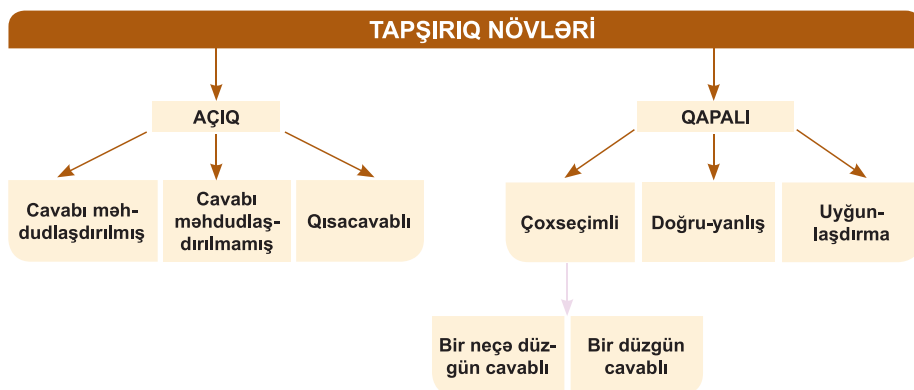 TAPŞIRIQ NÖVLƏRİ
AÇIQ
QAPALI
Cavabı məh-
dudlaşdırılmış
Cavabı
məhdudlaş-
dırılmamış
Qısacavablı
Çoxseçimli
Doğru-yanlış
Uyğun-
laşdırma
Bir neçə düz-
gün cavablı
Bir düzgün
cavablı